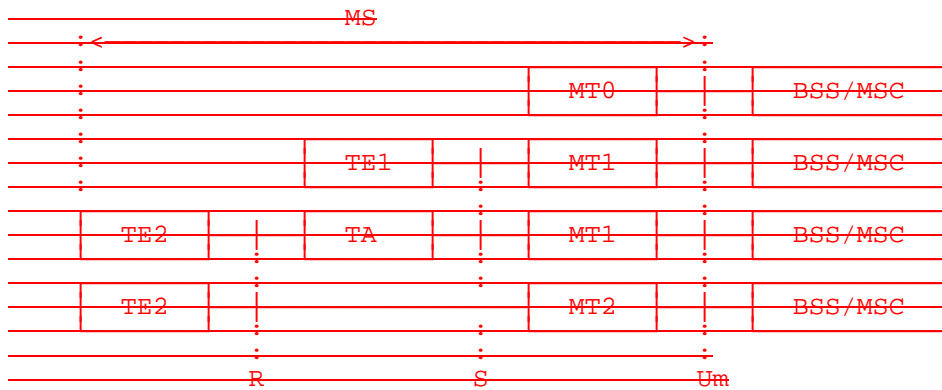 MS
MT0 BSS/MSC
TE1 MT1 BSS/MSC
TE2 TA MT1 BSS/MSC
TE2 MT2 BSS/MSC
R S Um